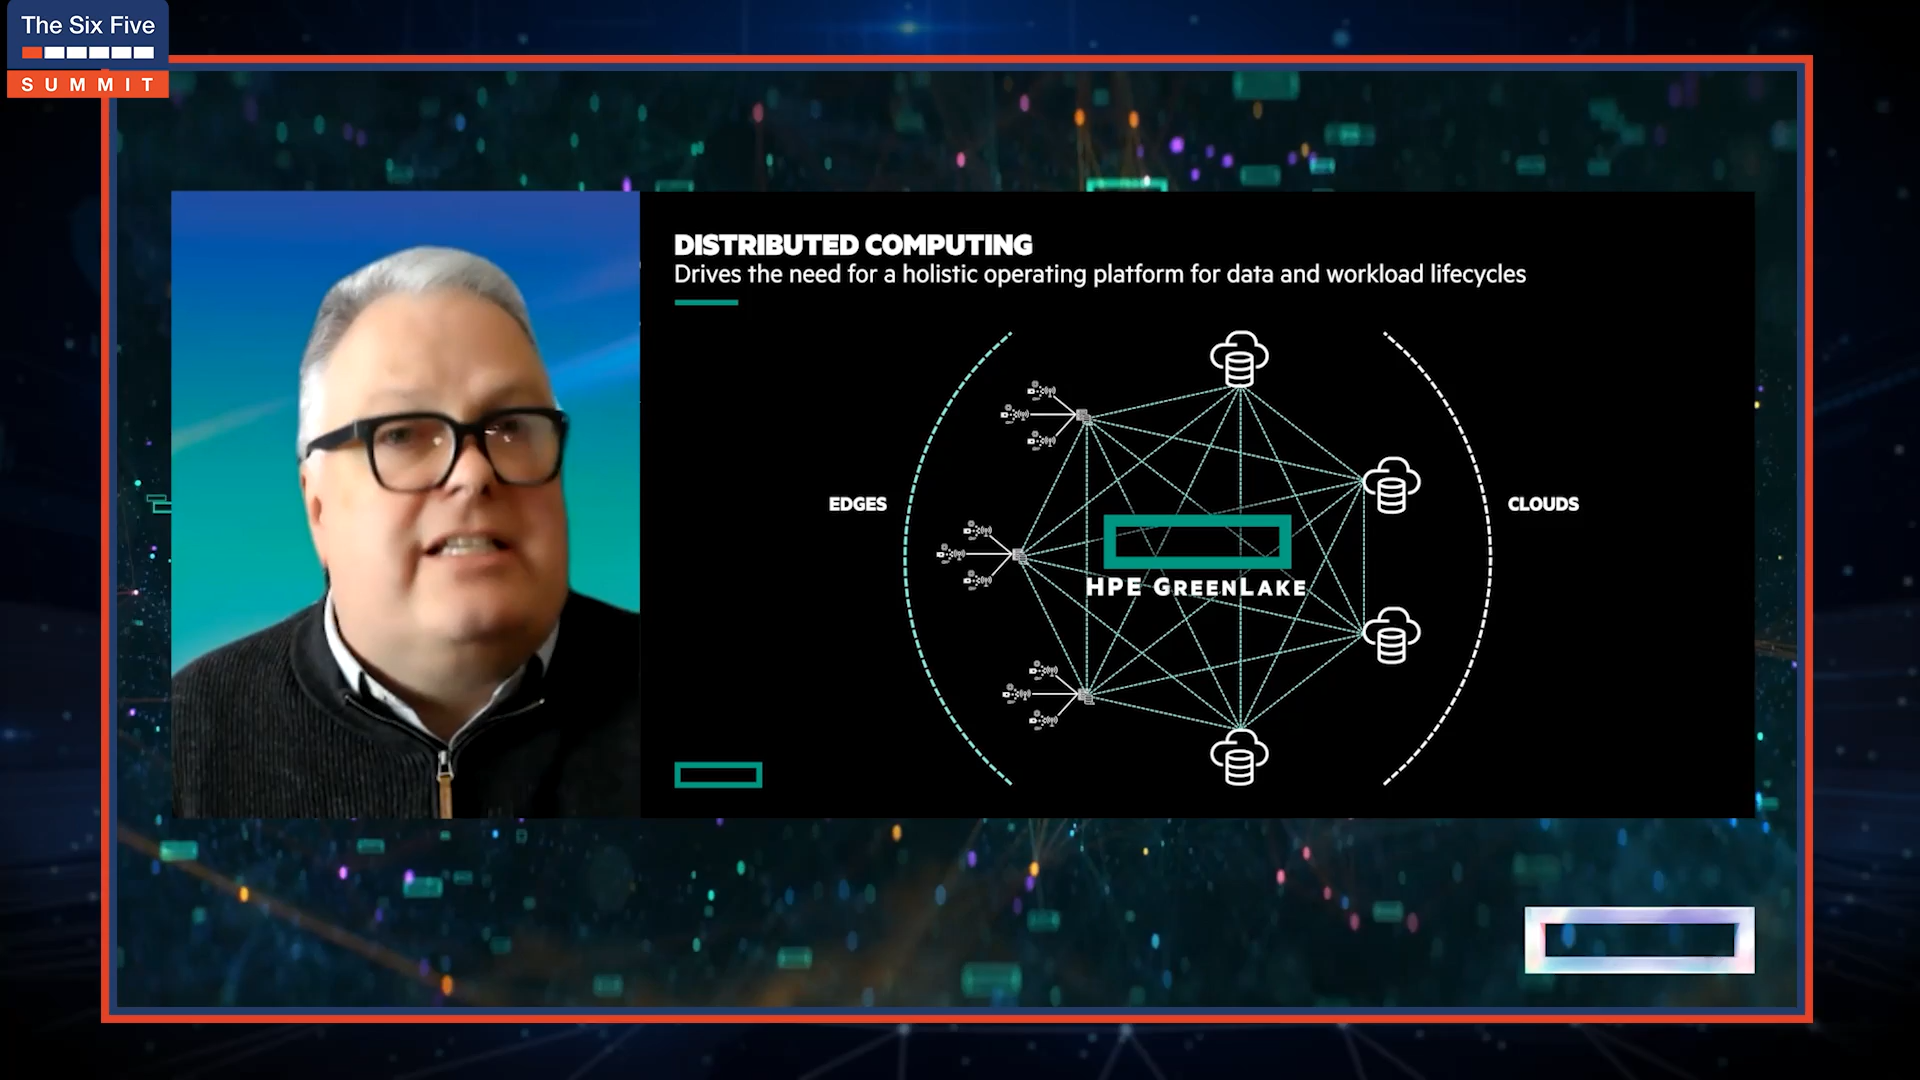 The Six Five
SUMMIT
DISTRIBUTED COMPUTING
Drives the need for a holistic operating platform for data and workload lifecycles
EDGES
CLOUDS
HPE GREENLAKE